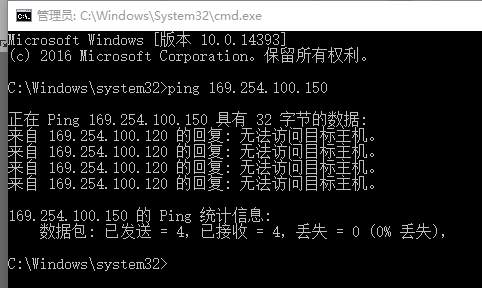 管理员: C:\Windows\System32\cmd.exe
Microsoft Windows [版本 10.0.14393]
(c) 2016 Microsoft Corporation。保留所有权利。
C:\Windows\system32>ping 169.254.100.150
正在 Ping 169.254.100.150 具有 32 字节的数据:
来自 169.254.100.120 的回复: 无法访问目标主机。
来自 169.254.100.120 的回复: 无法访问目标主机。
来自 169.254.100.120 的回复: 无法访问目标主机。
来自 169.254.100.120 的回复: 无法访问目标主机。
169.254.100.150 的 Ping 统计信息:
数据包: 已发送 = 4，已接收 = 4，丢失 = 0 (0% 丢失)，
C:\Windows\system32>